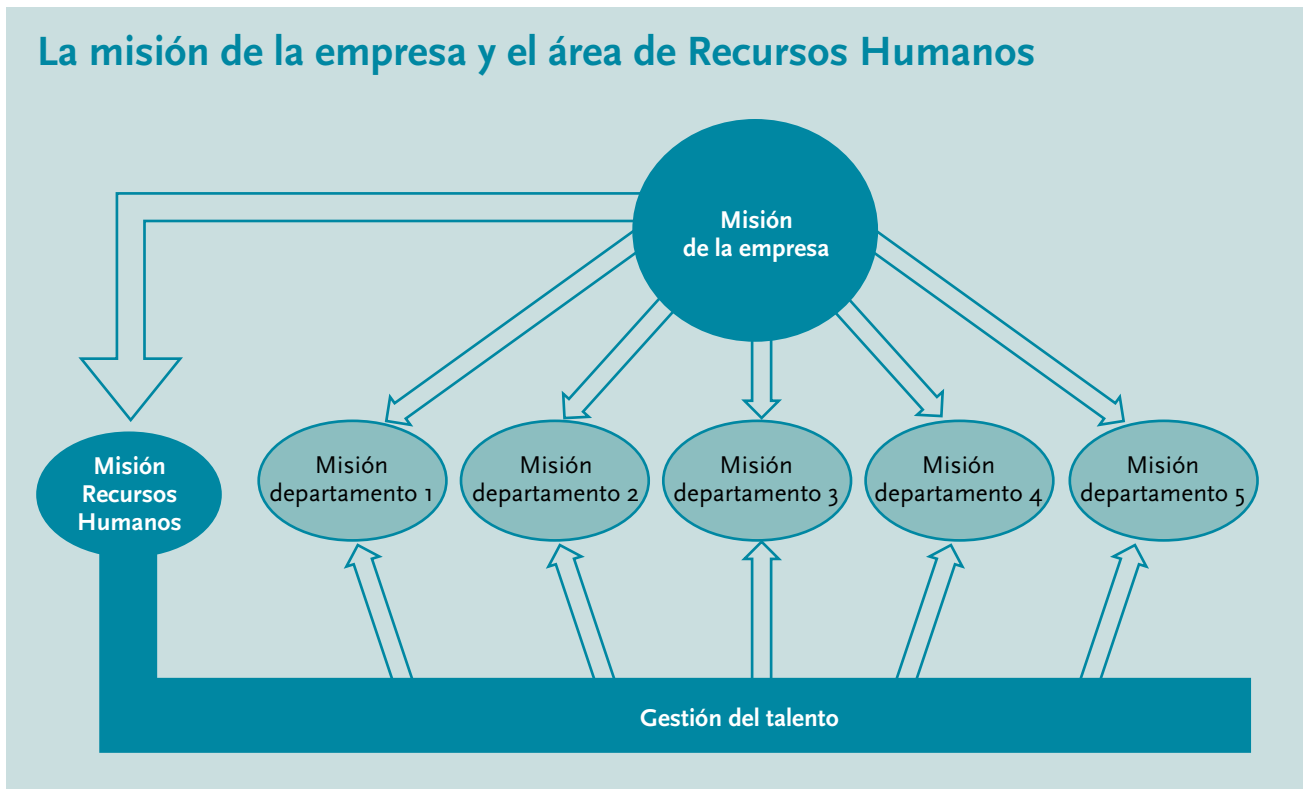 La misión de la empresa y el área de Recursos Humanos
Misión
de la empresa
Misión
Recursos
Humanos
Misión
departamento 1
Misión
departamento 2
Misión
departamento 3
Misión
departamento 4
Misión
departamento 5
Gestión del talento